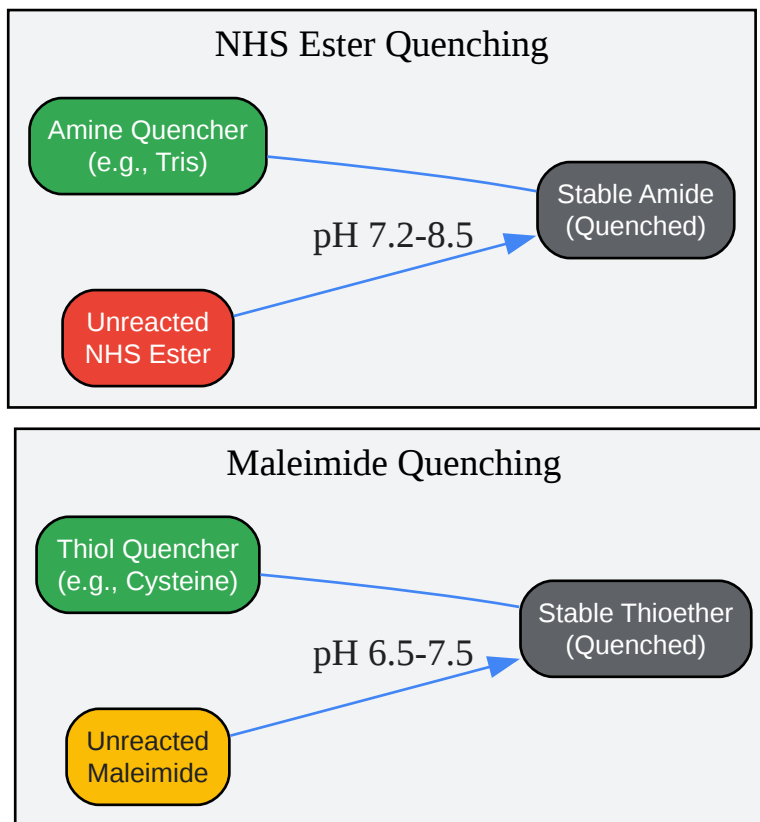 NHS Ester Quenching
Amine Quencher
(e.g., Tris)
Stable Amide
(Quenched)
pH 7.2-8.5
Unreacted
NHS Ester
Maleimide Quenching
Thiol Quencher
(e.g., Cysteine)
Stable Thioether
(Quenched)
pH 6.5-7.5
Unreacted
Maleimide